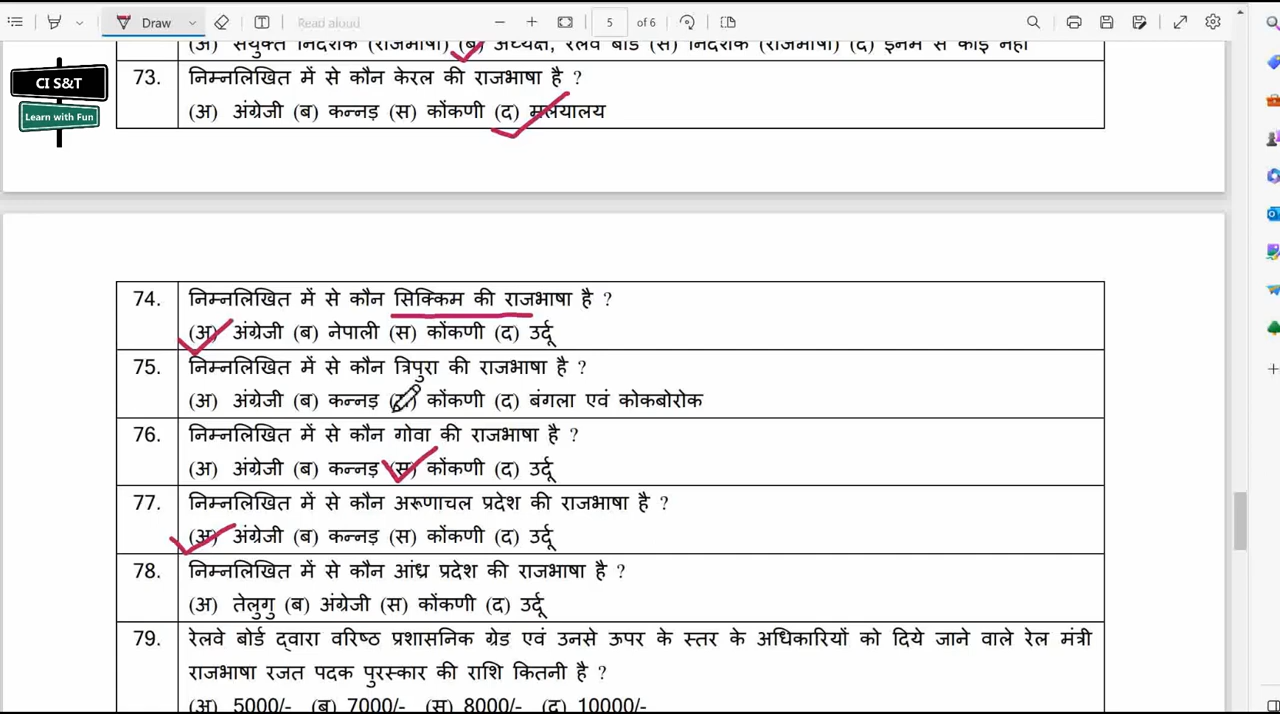 Draw
Read aloud
5 of 6
(अ) संयुक्त निदेशक (राजभाषा) (ब) अध्यक्ष, रेलवे बोर्ड (स) निदेशक (राजभाषा) (द) इनमें से कोई नहीं
CI S&T
Learn with Fun
73. निम्नलिखित में से कौन केरल की राजभाषा है ?
(अ) अंग्रेजी (ब) कन्नड़ (स) कोंकणी (द) मलयालय
74. निम्नलिखित में से कौन सिक्किम की राजभाषा है ?
(अ) अंग्रेजी (ब) नेपाली (स) कोंकणी (द) उर्दू
75. निम्नलिखित में से कौन त्रिपुरा की राजभाषा है ?
(अ) अंग्रेजी (ब) कन्नड़ (स) कोंकणी (द) बंगला एवं कोकबोरोक
76. निम्नलिखित में से कौन गोवा की राजभाषा है ?
(अ) अंग्रेजी (ब) कन्नड़ (स) कोंकणी (द) उर्दू
77. निम्नलिखित में से कौन अरूणाचल प्रदेश की राजभाषा है ?
(अ) अंग्रेजी (ब) कन्नड़ (स) कोंकणी (द) उर्दू
78. निम्नलिखित में से कौन आंध्र प्रदेश की राजभाषा है ?
(अ) तेलुगु (ब) अंग्रेजी (स) कोंकणी (द) उर्दू
79. रेलवे बोर्ड द्वारा वरिष्ठ प्रशासनिक ग्रेड एवं उनसे ऊपर के स्तर के अधिकारियों को दिये जाने वाले रेल मंत्री
राजभाषा रजत पदक पुरस्कार की राशि कितनी है ?
(अ) 5000/- (ब) 7000/- (स) 8000/- (द) 10000/-